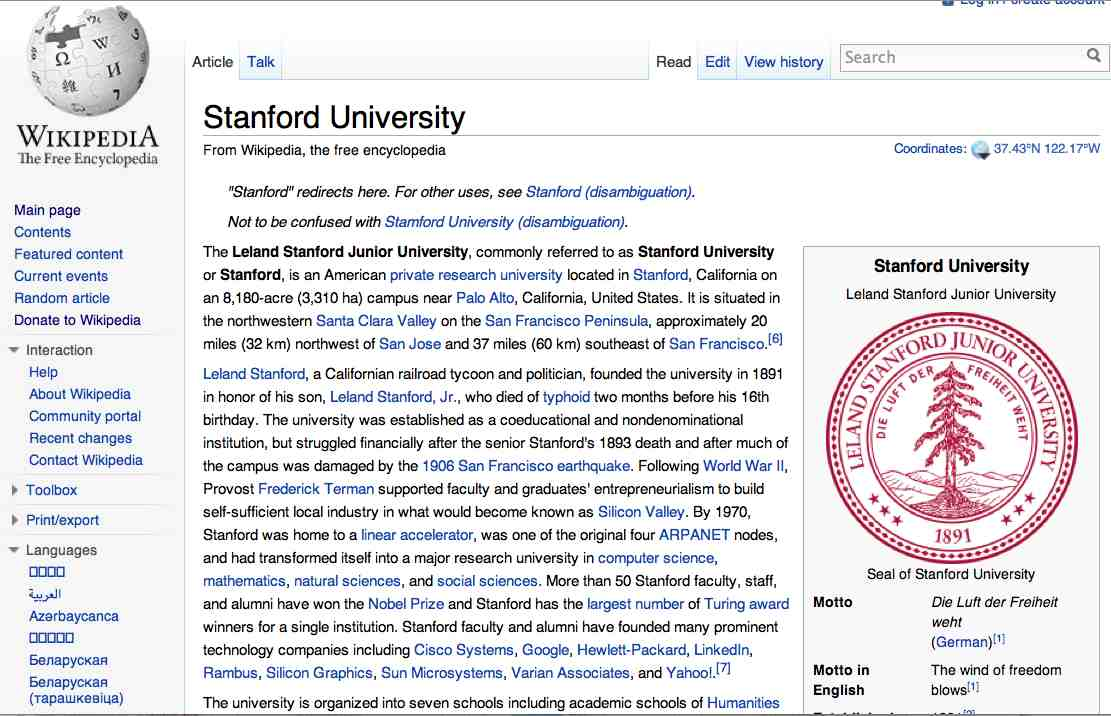 Log in / create account
Article
Talk
Read
Edit
View history
Search
WIKIPEDIA
The Free Encyclopedia
Main page
Contents
Featured content
Current events
Random article
Donate to Wikipedia
Interaction
Help
About Wikipedia
Community portal
Recent changes
Contact Wikipedia
Toolbox
Print/export
Languages
العربية
Azərbaycanca
Беларуская
Беларуская
(тарашкевіца)
Stanford University
From Wikipedia, the free encyclopedia
Coordinates: 37.43°N 122.17°W
"Stanford" redirects here. For other uses, see Stanford (disambiguation).
Not to be confused with Stamford University (disambiguation).
The Leland Stanford Junior University, commonly referred to as Stanford University
or Stanford, is an American private research university located in Stanford, California on
an 8,180-acre (3,310 ha) campus near Palo Alto, California, United States. It is situated in
the northwestern Santa Clara Valley on the San Francisco Peninsula, approximately 20
miles (32 km) northwest of San Jose and 37 miles (60 km) southeast of San Francisco.[6]
Leland Stanford, a Californian railroad tycoon and politician, founded the university in 1891
in honor of his son, Leland Stanford, Jr., who died of typhoid two months before his 16th
birthday. The university was established as a coeducational and nondenominational
institution, but struggled financially after the senior Stanford's 1893 death and after much of
the campus was damaged by the 1906 San Francisco earthquake. Following World War II,
Provost Frederick Terman supported faculty and graduates' entrepreneurialism to build
self-sufficient local industry in what would become known as Silicon Valley. By 1970,
Stanford was home to a linear accelerator, was one of the original four ARPANET nodes,
and had transformed itself into a major research university in computer science,
mathematics, natural sciences, and social sciences. More than 50 Stanford faculty, staff,
and alumni have won the Nobel Prize and Stanford has the largest number of Turing award
winners for a single institution. Stanford faculty and alumni have founded many prominent
technology companies including Cisco Systems, Google, Hewlett-Packard, LinkedIn,
Rambus, Silicon Graphics, Sun Microsystems, Varian Associates, and Yahoo!.[7]
The university is organized into seven schools including academic schools of Humanities
Stanford University
Leland Stanford Junior University
LELAND STANFORD JUNIOR UNIVERSITY
DIE LUFT DER FREIHEIT WEHT
1891
Seal of Stanford University
Motto
Die Luft der Freiheit
weht
(German)[1]
Motto in
English
The wind of freedom
blows[1]